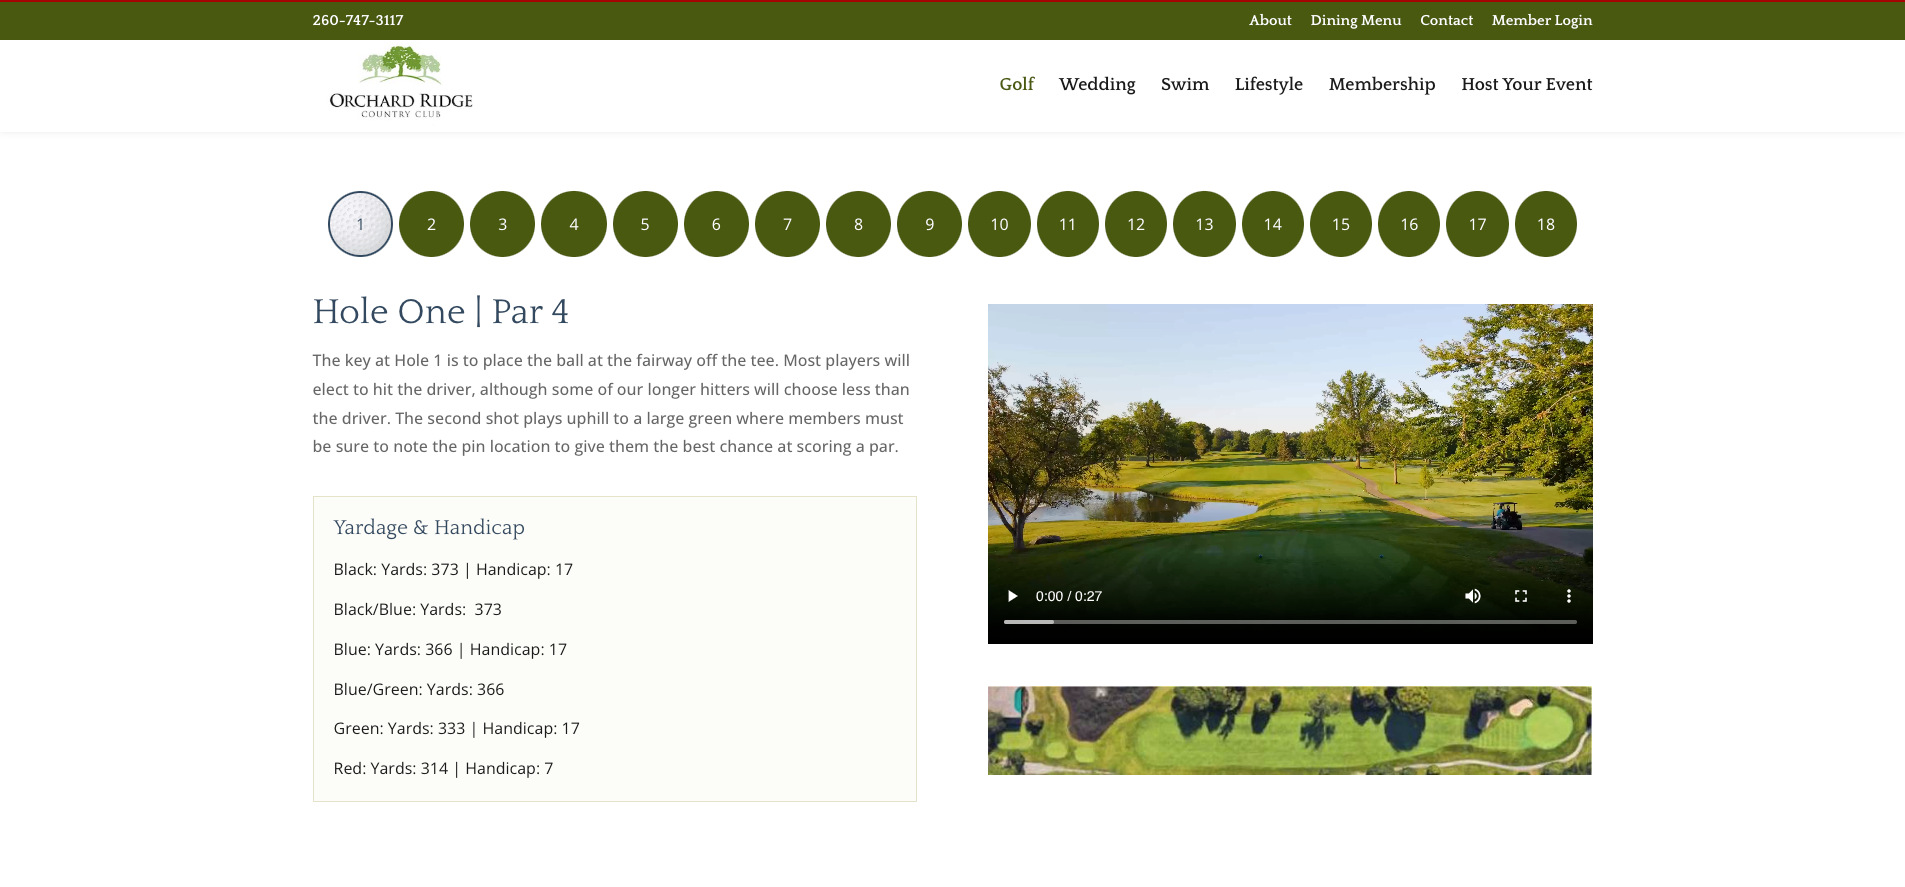 260-747-3117
About Dining Menu Contact Member Login
ORCHARD RIDGE
COUNTRY CLUB
Golf Wedding Swim Lifestyle Membership Host Your Event
1 2 3 4 5 6 7 8 9 10 11 12 13 14 15 16 17 18
Hole One | Par 4
The key at Hole 1 is to place the ball at the fairway off the tee. Most players will
elect to hit the driver, although some of our longer hitters will choose less than
the driver. The second shot plays uphill to a large green where members must
be sure to note the pin location to give them the best chance at scoring a par.
Yardage & Handicap
Black: Yards: 373 | Handicap: 17
Black/Blue: Yards:  373
Blue: Yards: 366 | Handicap: 17
Blue/Green: Yards: 366
Green: Yards: 333 | Handicap: 17
Red: Yards: 314 | Handicap: 7
0:00 / 0:27